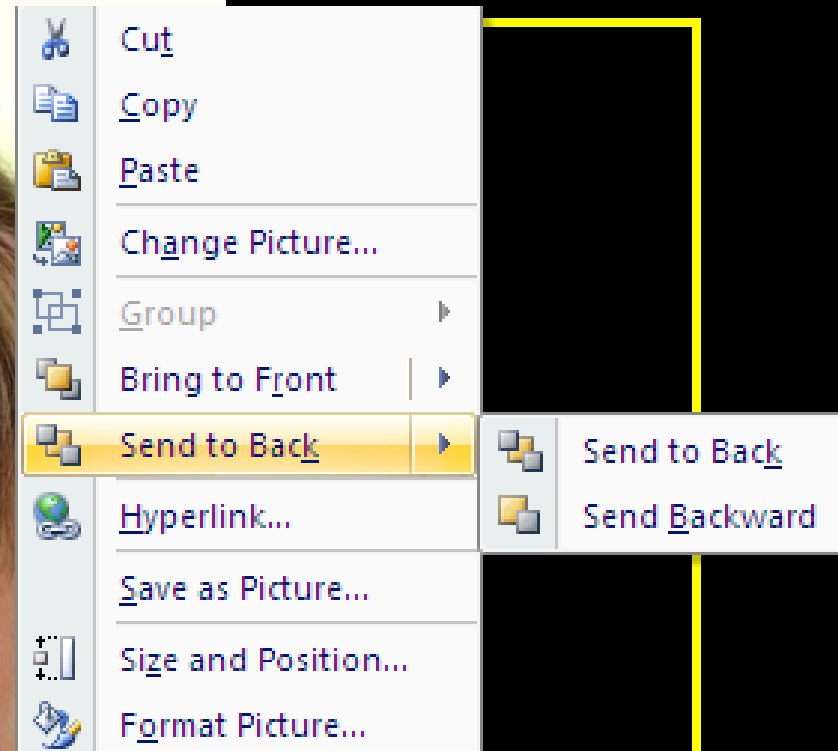 Cut
Copy
Paste
Change Picture...
Group
Bring to Front
Send to Back
Send to Back
Send Backward
Hyperlink...
Save as Picture...
Size and Position...
Format Picture...